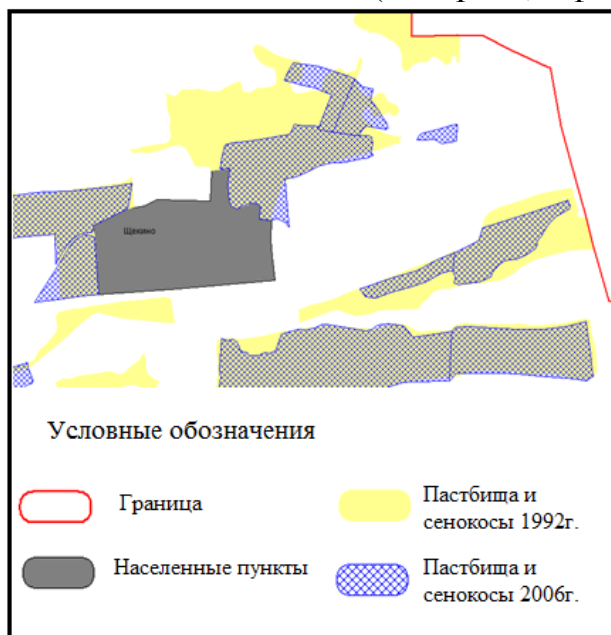 Щекино
Условные обозначения
Граница
Пастбища и
сенокосы 1992г.
Населенные пункты
Пастбища и
сенокосы 2006г.